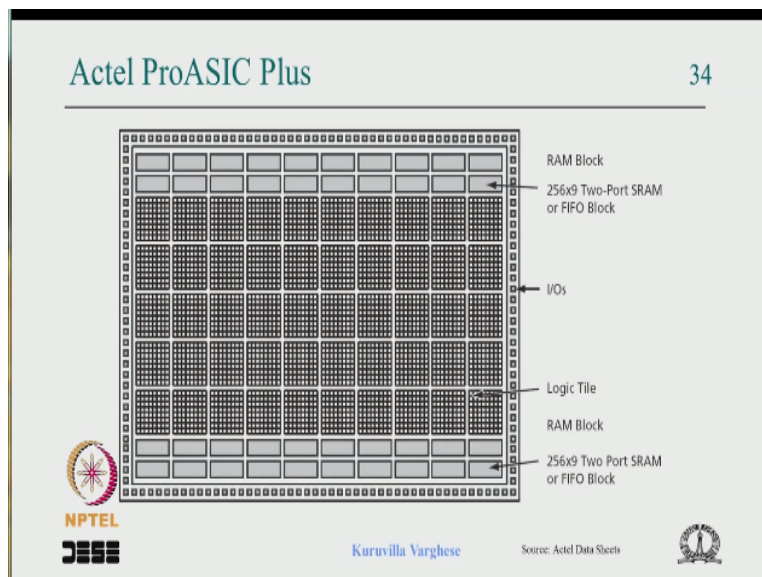 Actel ProASIC Plus
34
RAM Block
256x9 Two-Port SRAM
or FIFO Block
I/Os
Logic Tile
RAM Block
256x9 Two Port SRAM
or FIFO Block
NPTEL
DESE
Kuruvilla Varghese
Source: Actel Data Sheets